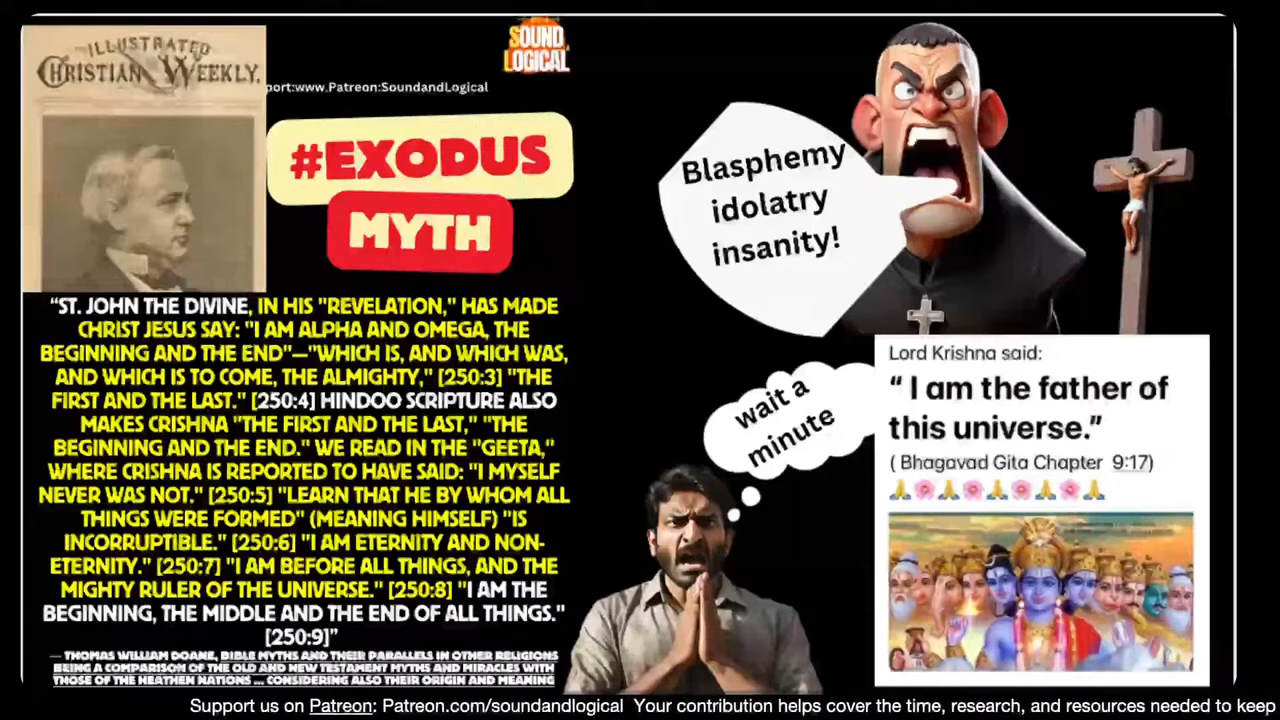 ILLUSTRATED
CHRISTIAN WEEKLY.
SOUND
LOGICAL
port:www.Patreon:SoundandLogical
#EXODUS
MYTH
“ST. JOHN THE DIVINE, IN HIS "REVELATION," HAS MADE
CHRIST JESUS SAY: "I AM ALPHA AND OMEGA, THE
BEGINNING AND THE END"—"WHICH IS, AND WHICH WAS,
AND WHICH IS TO COME, THE ALMIGHTY," [250:3] "THE
FIRST AND THE LAST." [250:4] HINDOO SCRIPTURE ALSO
MAKES CRISHNA "THE FIRST AND THE LAST," "THE
BEGINNING AND THE END." WE READ IN THE "GEETA,"
WHERE CRISHNA IS REPORTED TO HAVE SAID: "I MYSELF
NEVER WAS NOT." [250:5] "LEARN THAT HE BY WHOM ALL
THINGS WERE FORMED" (MEANING HIMSELF) "IS
INCORRUPTIBLE." [250:6] "I AM ETERNITY AND NON-
ETERNITY." [250:7] "I AM BEFORE ALL THINGS, AND THE
MIGHTY RULER OF THE UNIVERSE." [250:8] "I AM THE
BEGINNING, THE MIDDLE AND THE END OF ALL THINGS."
[250:9]”
— THOMAS WILLIAM DOANE, BIBLE MYTHS AND THEIR PARALLELS IN OTHER RELIGIONS
BEING A COMPARISON OF THE OLD AND NEW TESTAMENT MYTHS AND MIRACLES WITH
THOSE OF THE HEATHEN NATIONS ... CONSIDERING ALSO THEIR ORIGIN AND MEANING
Blasphemy
idolatry
insanity!
wait a
minute
Lord Krishna said:
“ I am the father of
this universe.”
( Bhagavad Gita Chapter 9:17)
🙏🌸🙏🌸🙏🌸🙏🌸🙏
Support us on Patreon: Patreon.com/soundandlogical Your contribution helps cover the time, research, and resources needed to keep